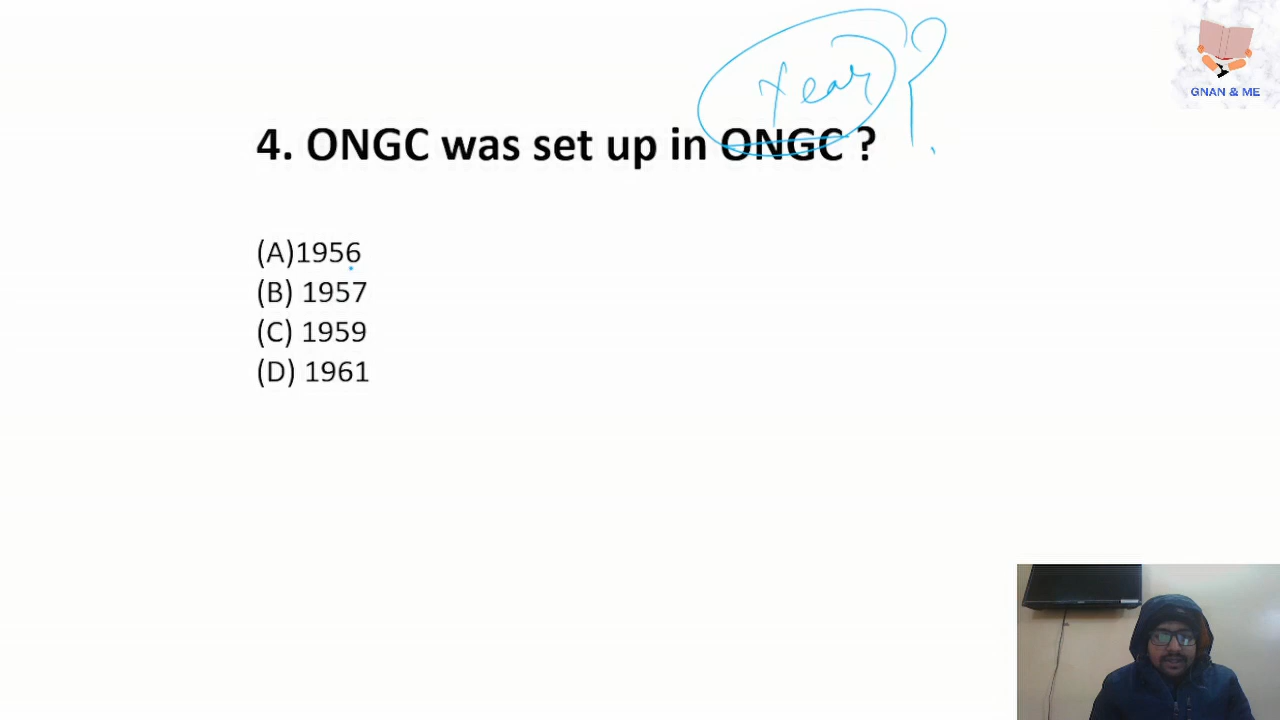 year ?
GNAN & ME
4. ONGC was set up in ONGC ?
(A)1956
(B) 1957
(C) 1959
(D) 1961